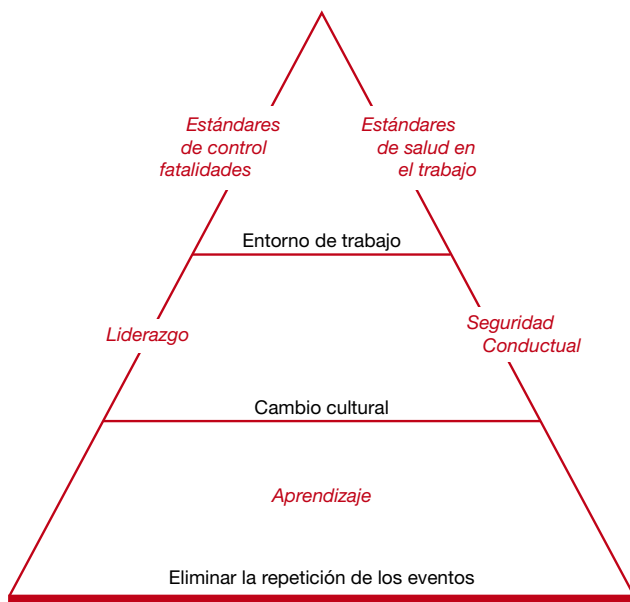 Estándares
de control
fatalidades
Estándares
de salud en
el trabajo
Entorno de trabajo
Liderazgo
Seguridad
Conductual
Cambio cultural
Aprendizaje
Eliminar la repetición de los eventos